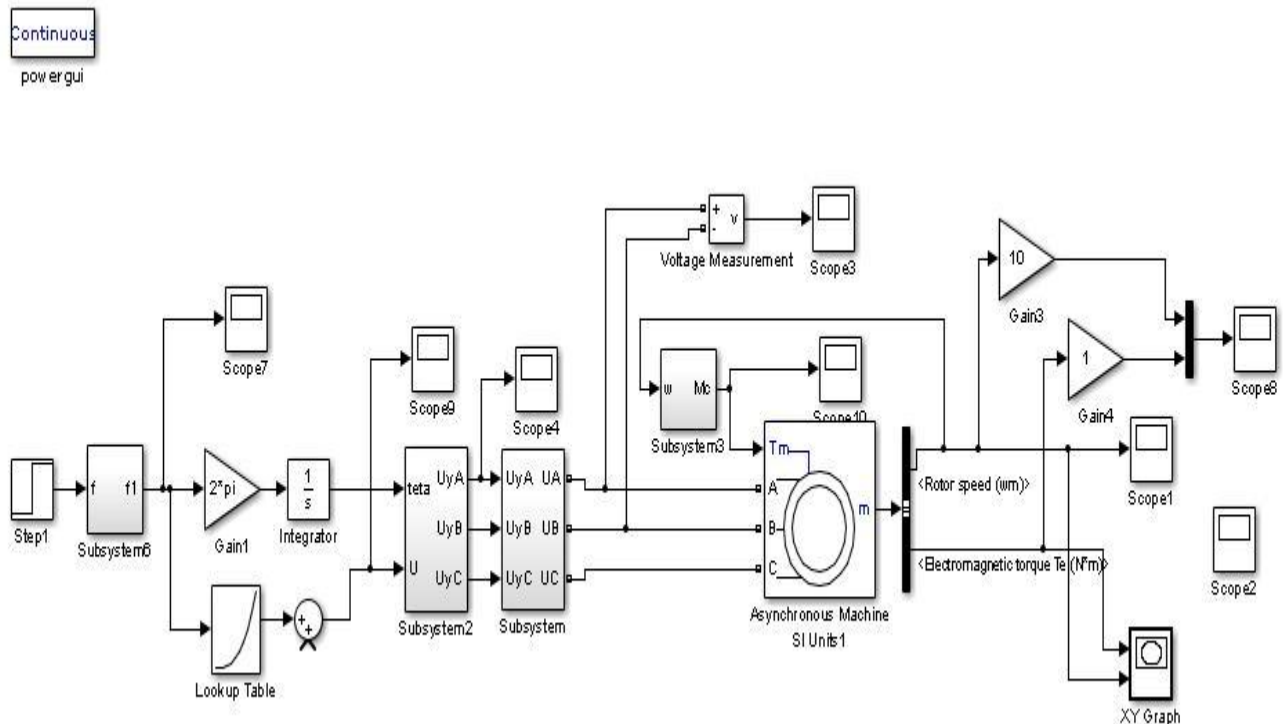 Continuous
powergui
+
-
v
Voltage Measurement
Scope3
10
Gain3
1
Gain4
Scope8
Scope7
Scope9
Scope4
w
Mc
Subsystem3
Scope10
Step1
f
f1
Subsystem6
2*pi
Gain1
1
s
Integrator
Lookup Table
+
+
teta
U
UyA
UyB
UyC
Subsystem2
UyA
UyB
UyC
UA
UB
UC
Subsystem
Tm
A
B
C
m
Asynchronous Machine
SI Units1
<Rotor speed (wm)>
<Electromagnetic torque Te (N*m)>
Scope1
Scope2
XY Graph